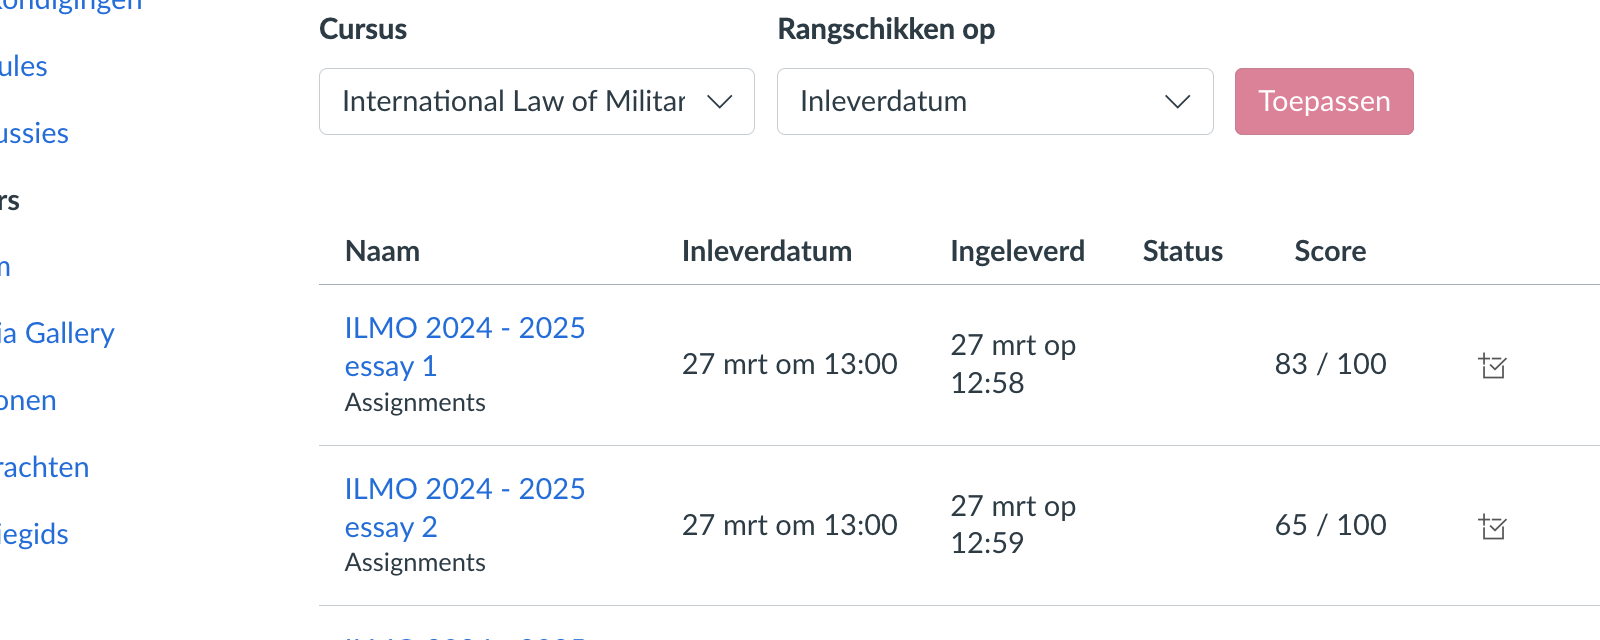 Cursus
Rangschikken op
International Law of Militar
Inleverdatum
Toepassen
ules
ussies
rs
ia Gallery
onen
rachten
iegids
Naam Inleverdatum Ingeleverd Status Score
ILMO 2024 - 2025
essay 1
Assignments
27 mrt om 13:00
27 mrt op
12:58
83 / 100
ILMO 2024 - 2025
essay 2
Assignments
27 mrt om 13:00
27 mrt op
12:59
65 / 100